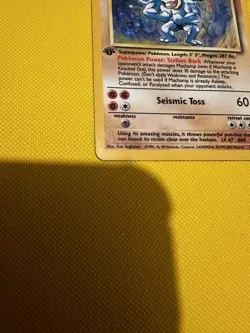 Superpower Pokémon. Length: 5' 3", Weight: 287 lbs.
Pokémon Power: Strikes Back Whenever your
opponent's attack damages Machamp (even if Machamp is
Knocked Out), this power does 10 damage to the attacking
Pokémon. (Don't apply Weakness and Resistance.) This
power can't be used if Machamp is already Asleep,
Confused, or Paralyzed when your opponent attacks.
Seismic Toss 60
weakness resistance retreat
Using its amazing muscles, it throws powerful
can knock its victim clear over the horizon. LV. 67 #68